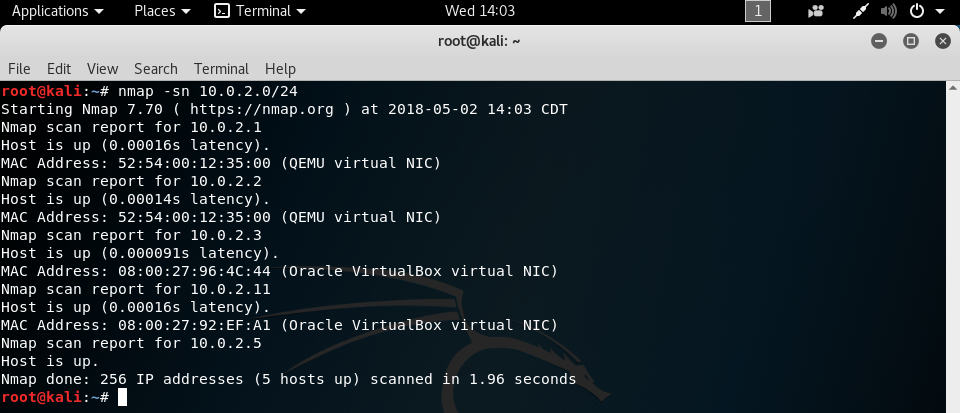 Applications Places Terminal Wed 14:03 1
root@kali: ~
File Edit View Search Terminal Help
root@kali:~# nmap -sn 10.0.2.0/24
Starting Nmap 7.70 ( https://nmap.org ) at 2018-05-02 14:03 CDT
Nmap scan report for 10.0.2.1
Host is up (0.00016s latency).
MAC Address: 52:54:00:12:35:00 (QEMU virtual NIC)
Nmap scan report for 10.0.2.2
Host is up (0.00014s latency).
MAC Address: 52:54:00:12:35:00 (QEMU virtual NIC)
Nmap scan report for 10.0.2.3
Host is up (0.000091s latency).
MAC Address: 08:00:27:96:4C:44 (Oracle VirtualBox virtual NIC)
Nmap scan report for 10.0.2.11
Host is up (0.00016s latency).
MAC Address: 08:00:27:92:EF:A1 (Oracle VirtualBox virtual NIC)
Nmap scan report for 10.0.2.5
Host is up.
Nmap done: 256 IP addresses (5 hosts up) scanned in 1.96 seconds
root@kali:~#